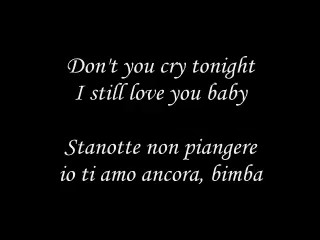 Don't you cry tonight
I still love you baby
Stanotte non piangere
io ti amo ancora, bimba